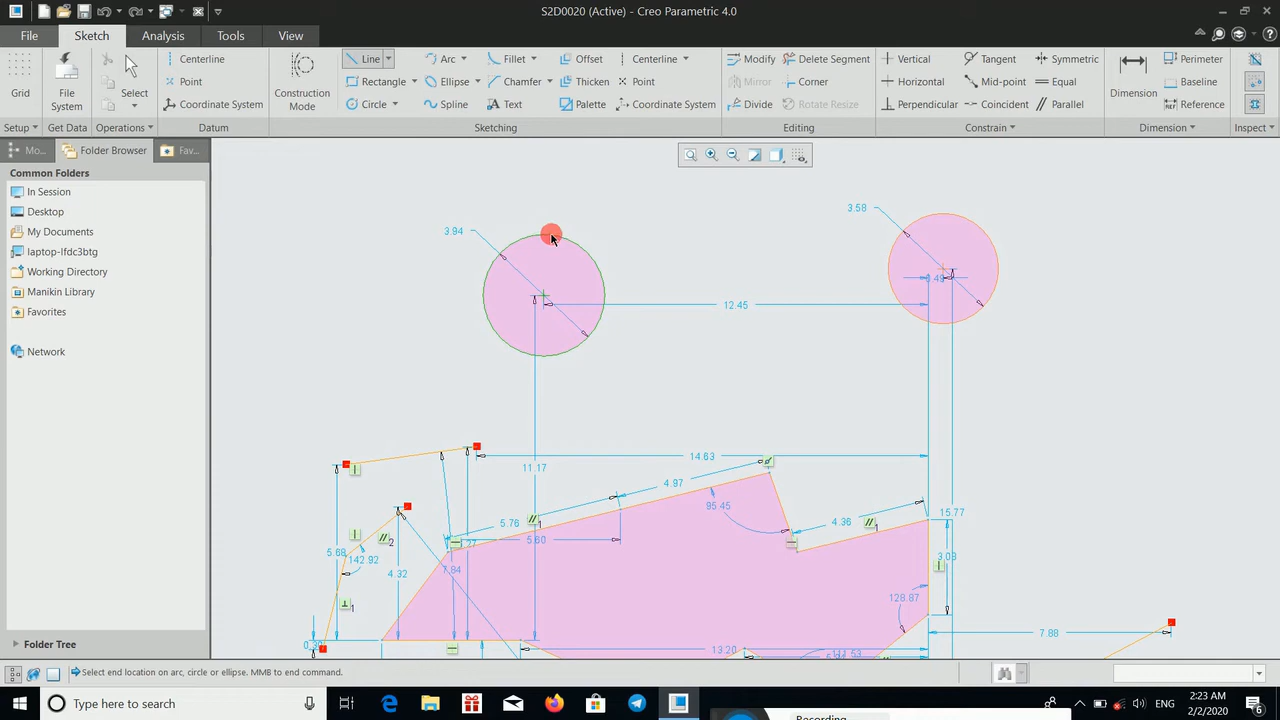 S2D0020 (Active) - Creo Parametric 4.0
File
Sketch
Analysis
Tools
View
Grid
File System
Select
Centerline
Point
Coordinate System
Construction Mode
Line
Rectangle
Circle
Arc
Ellipse
Spline
Fillet
Chamfer
Text
Offset
Thicken
Palette
Centerline
Point
Coordinate System
Modify
Mirror
Divide
Delete Segment
Corner
Rotate Resize
Vertical
Horizontal
Perpendicular
Tangent
Mid-point
Coincident
Symmetric
Equal
Parallel
Dimension
Perimeter
Baseline
Reference
Setup
Get Data
Operations
Datum
Sketching
Editing
Constrain
Dimension
Inspect
Mo...
Folder Browser
Fav...
Common Folders
In Session
Desktop
My Documents
laptop-lfdc3btg
Working Directory
Manikin Library
Favorites
Network
Folder Tree
3.94
3.58
12.45
14.63
11.17
4.97
5.76
5.60
95.45
4.36
15.77
3.03
128.87
5.68
142.92
4.32
7.84
13.20
7.88
Select end location on arc, circle or ellipse. MMB to end command.
Type here to search
ENG
2:23 AM
2/2/2020
Recording